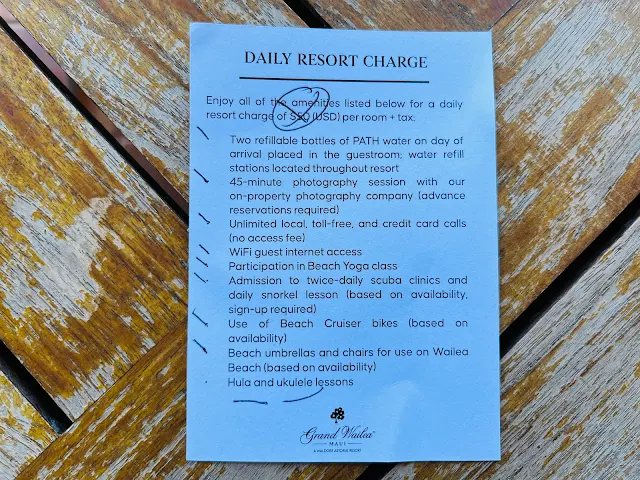 DAILY RESORT CHARGE
Enjoy all of the amenities listed below for a daily
resort charge of $50 (USD) per room + tax:
Two refillable bottles of PATH water on day of
arrival placed in the guestroom; water refill
stations located throughout resort
45-minute photography session with our
on-property photography company (advance
reservations required)
Unlimited local, toll-free, and credit card calls
(no access fee)
WiFi guest internet access
Participation in Beach Yoga class
Admission to twice-daily scuba clinics and
daily snorkel lesson (based on availability,
sign-up required)
Use of Beach Cruiser bikes (based on
availability)
Beach umbrellas and chairs for use on Wailea
Beach (based on availability)
Hula and ukulele lessons
Grand Wailea
MAUI
A WALDORF ASTORIA RESORT